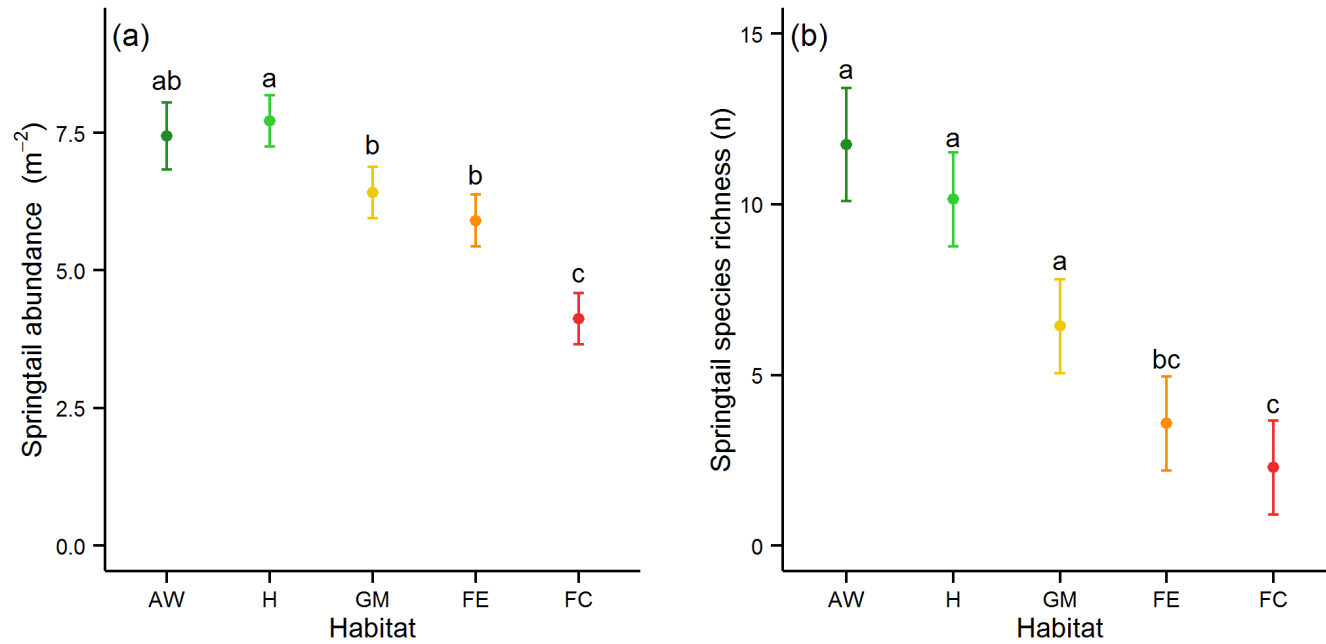 (a)
Springtail abundance (m⁻²)
7.5
5.0
2.5
0.0
ab
a
b
b
c
AW H GM FE FC
Habitat
(b)
Springtail species richness (n)
15
10
5
0
a
a
a
bc
c
AW H GM FE FC
Habitat